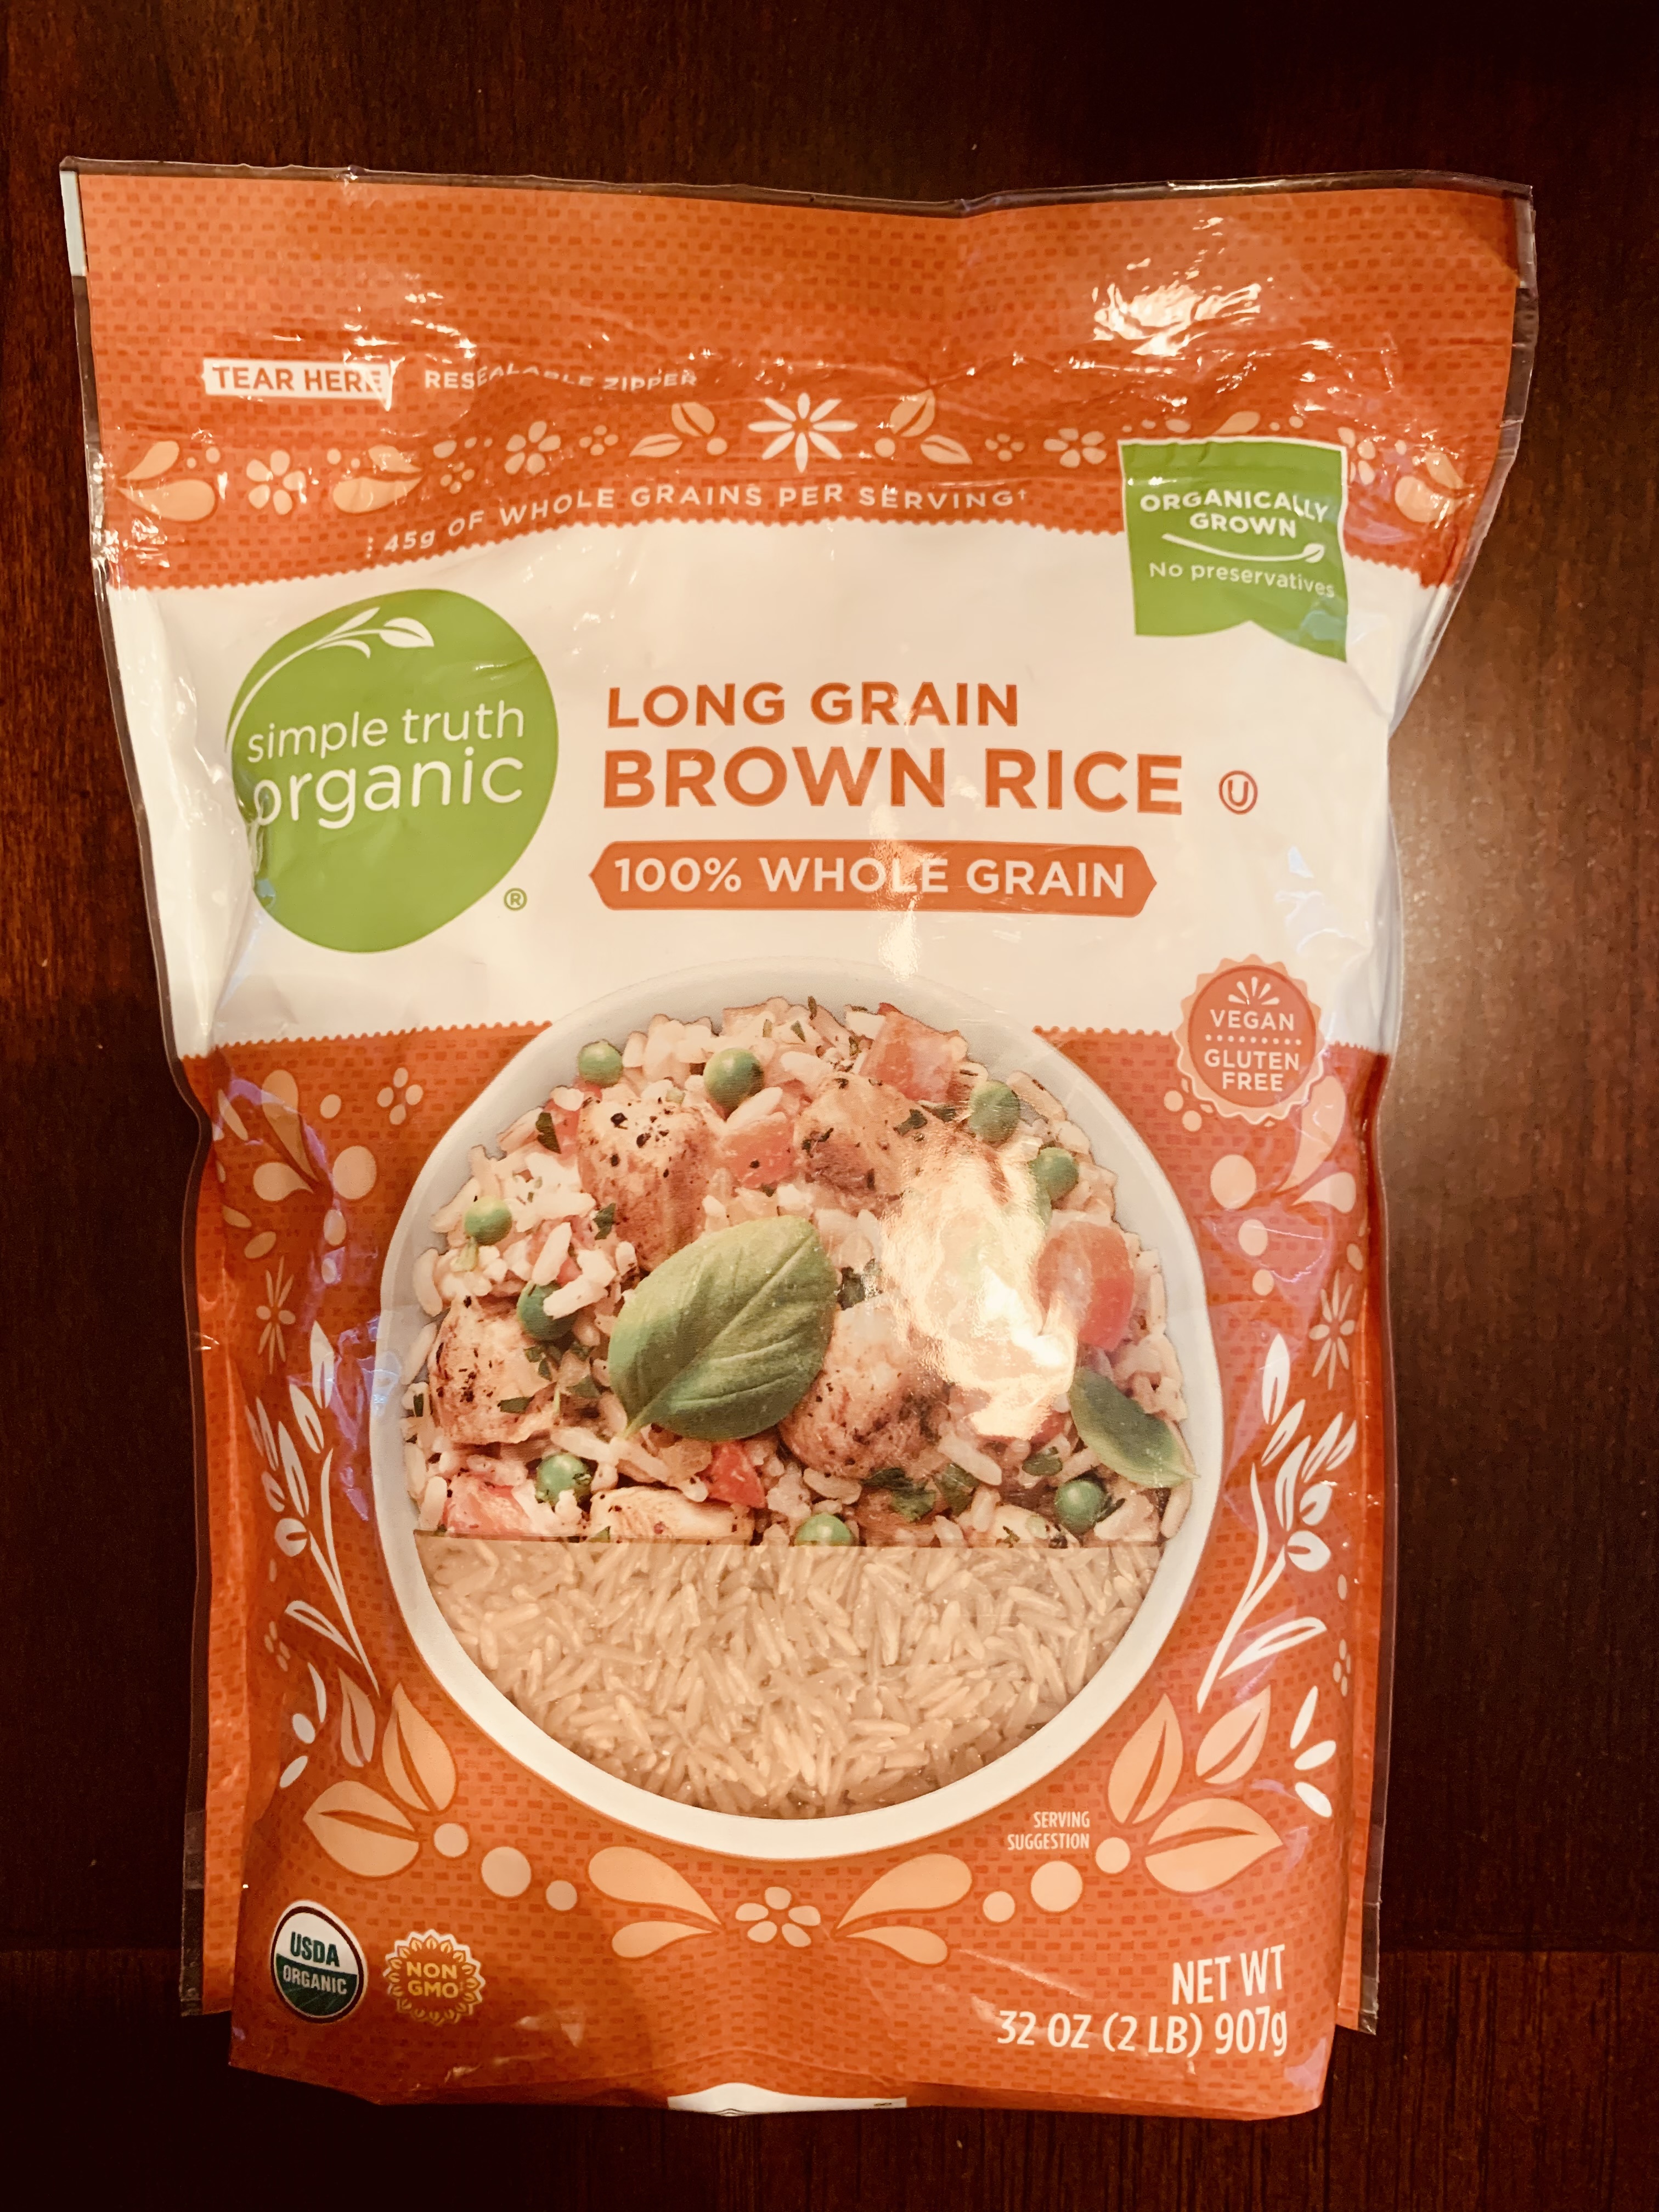 TEAR HERE RESEALABLE ZIPPER
45g OF WHOLE GRAINS PER SERVING†
ORGANICALLY
GROWN
No preservatives
simple truth
organic
®
LONG GRAIN
BROWN RICE U
100% WHOLE GRAIN
VEGAN
GLUTEN
FREE
SERVING
SUGGESTION
USDA
ORGANIC
NON
GMO
NET WT
32 OZ (2 LB) 907g